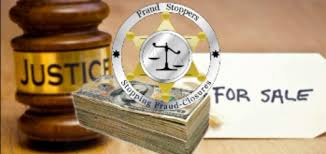 Fraud Stoppers
JUSTICE
FOR SALE
Stopping Fraud-Closures